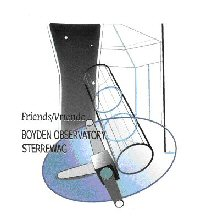 Friends/Vriende
BOYDEN OBSERVATORY
STERREWAG